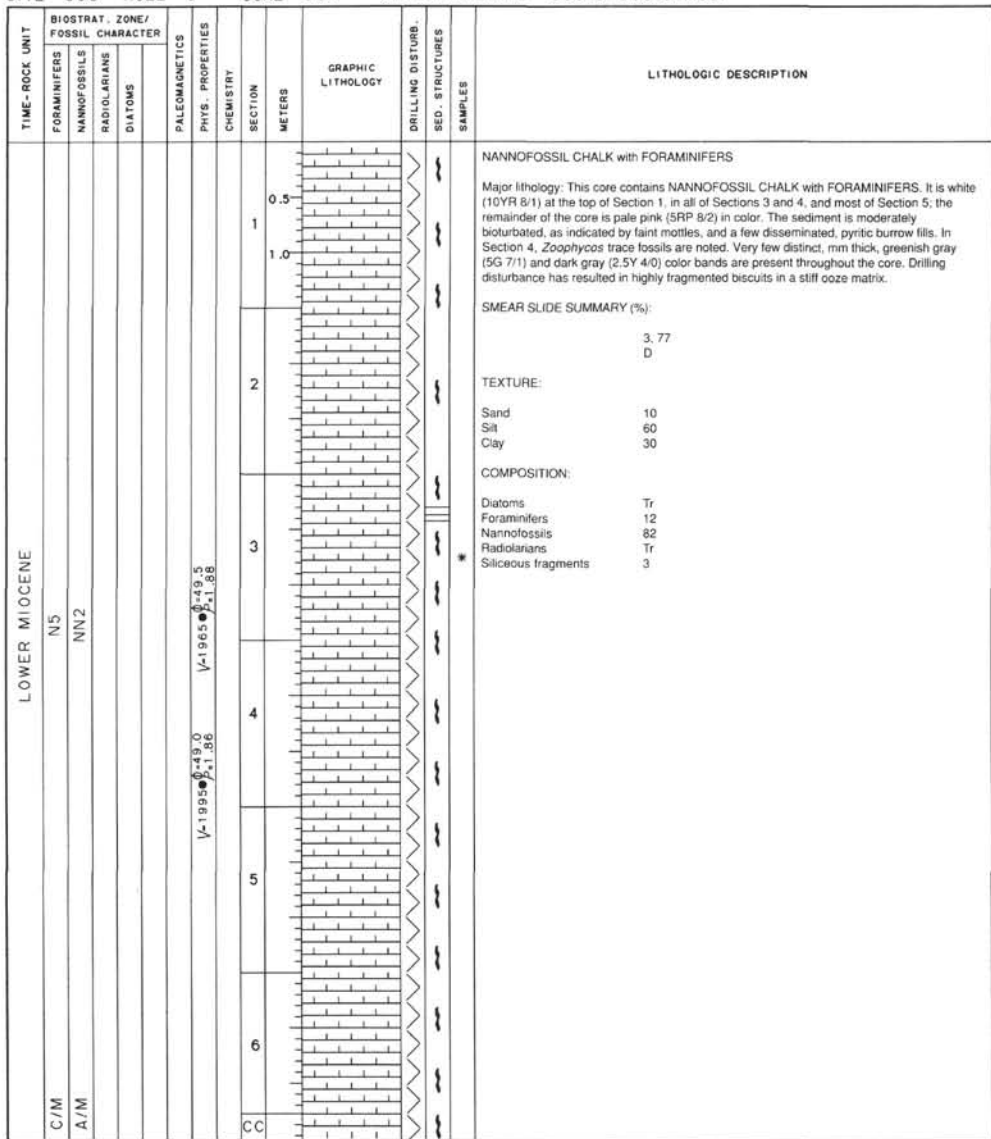 BIOSTRAT. ZONE/
FOSSIL CHARACTER
TIME-ROCK UNIT
FORAMINIFERS
NANNOFOSSILS
RADIOLARIANS
DIATOMS
PALEOMAGNETICS
PHYS. PROPERTIES
CHEMISTRY
SECTION
METERS
GRAPHIC
LITHOLOGY
DRILLING DISTURB.
SED. STRUCTURES
SAMPLES
LITHOLOGIC DESCRIPTION
LOWER MIOCENE
N5
NN2
C/M
A/M
V-1965 ● Φ=49.5
ρ=1.88
V-1995 ● Φ=49.0
ρ=1.86
1
0.5
1.0
2
3
4
5
6
CC
*
NANNOFOSSIL CHALK with FORAMINIFERS
Major lithology: This core contains NANNOFOSSIL CHALK with FORAMINIFERS. It is white
(10YR 8/1) at the top of Section 1, in all of Sections 3 and 4, and most of Section 5; the
remainder of the core is pale pink (5RP 8/2) in color. The sediment is moderately
bioturbated, as indicated by faint mottles, and a few disseminated, pyritic burrow fills. In
Section 4, Zoophycos trace fossils are noted. Very few distinct, mm thick, greenish gray
(5G 7/1) and dark gray (2.5Y 4/0) color bands are present throughout the core. Drilling
disturbance has resulted in highly fragmented biscuits in a stiff ooze matrix.
SMEAR SLIDE SUMMARY (%):
3, 77
D
TEXTURE:
Sand 10
Silt 60
Clay 30
COMPOSITION:
Diatoms Tr
Foraminifers 12
Nannofossils 82
Radiolarians Tr
Siliceous fragments 3